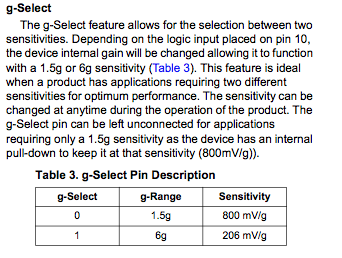 g-Select
The g-Select feature allows for the selection between two
sensitivities. Depending on the logic input placed on pin 10,
the device internal gain will be changed allowing it to function
with a 1.5g or 6g sensitivity (Table 3). This feature is ideal
when a product has applications requiring two different
sensitivities for optimum performance. The sensitivity can be
changed at anytime during the operation of the product. The
g-Select pin can be left unconnected for applications
requiring only a 1.5g sensitivity as the device has an internal
pull-down to keep it at that sensitivity (800mV/g)).
Table 3. g-Select Pin Description
g-Select g-Range Sensitivity
0 1.5g 800 mV/g
1 6g 206 mV/g